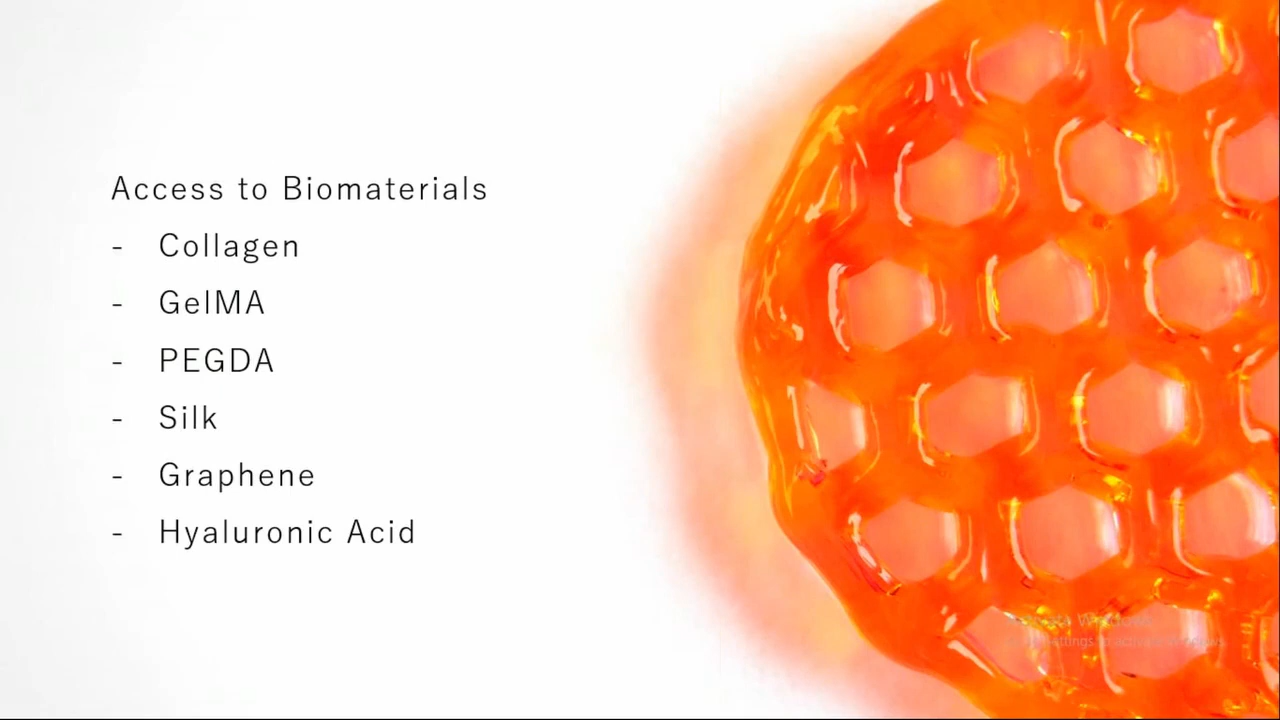 Access to Biomaterials
- Collagen
- GelMA
- PEGDA
- Silk
- Graphene
- Hyaluronic Acid